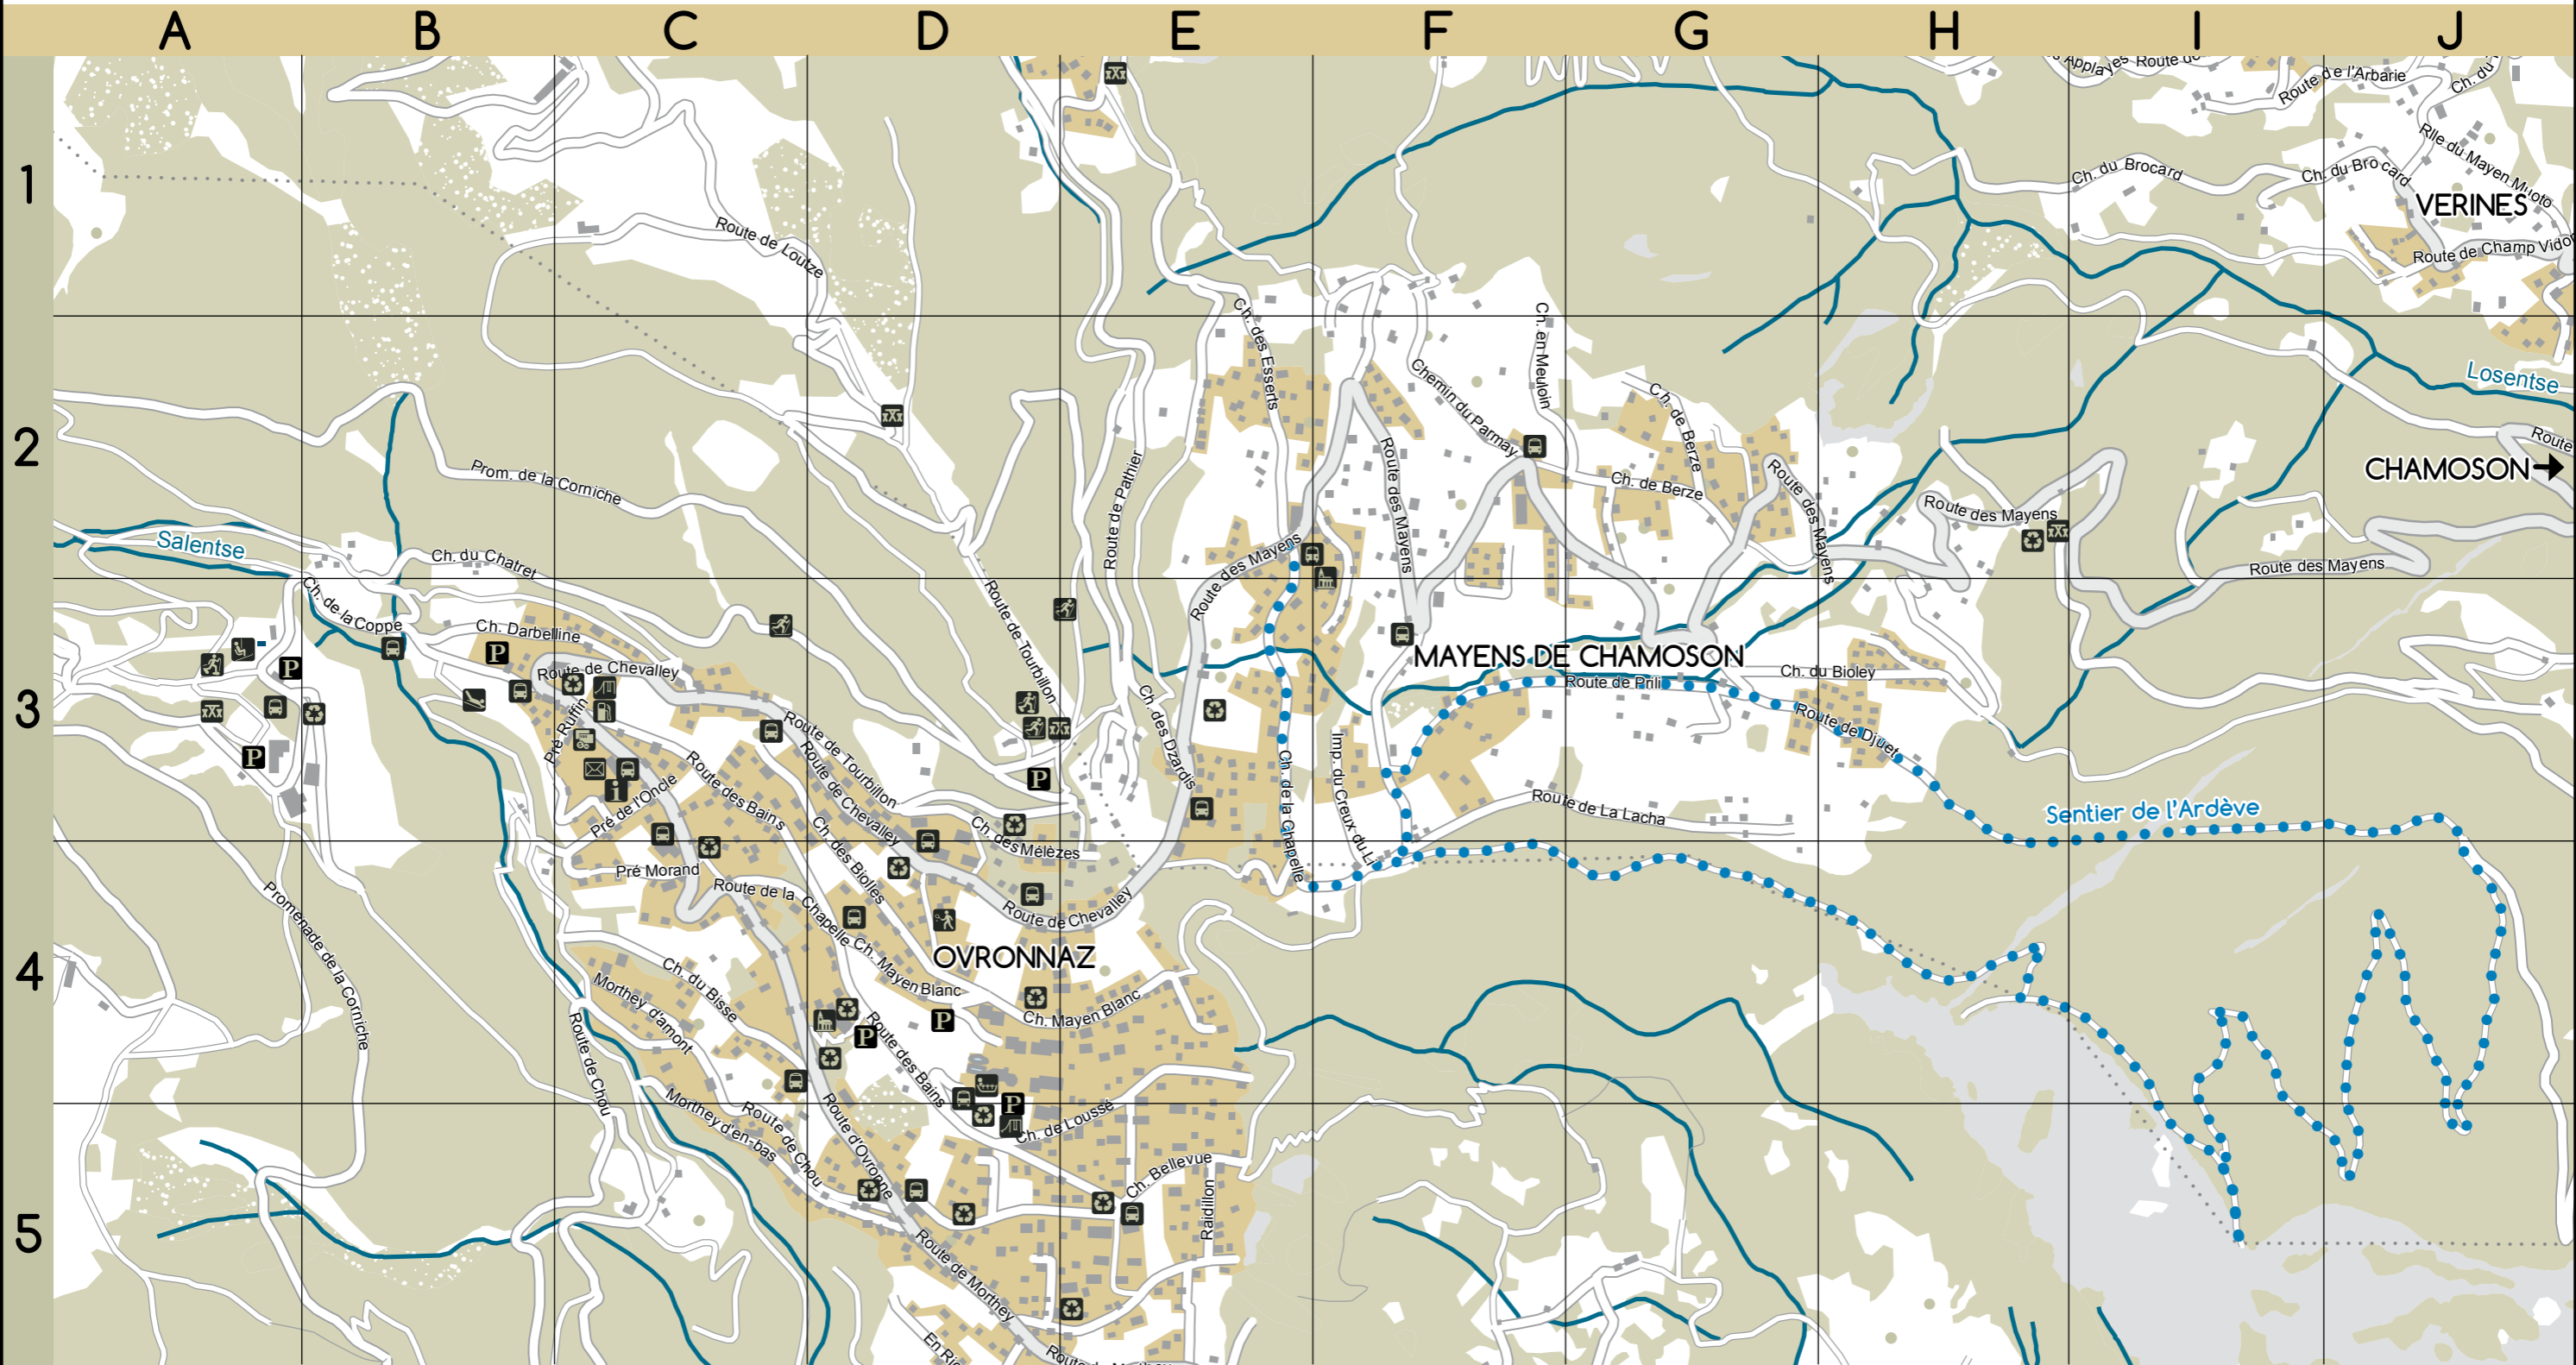 A B C D E F G H I J
1
2
3
4
5
Route de l'Arbarie
Rlle du Mayen Muoto
Ch. du Brocard
Ch. du Brocard
VERINES
Route de Champ Vidon
Route de Loutze
Ch. des Esserts
Ch. en Meuloin
Chemin du Parmay
Ch. de Berze
Losentse
CHAMOSON
Route
Prom. de la Corniche
Route de Pathier
Route des Mayens
Ch. de Berze
Route des Mayens
Route des Mayens
Salentse
Ch. du Chatret
Route des Mayens
Route des Mayens
Ch. de la Coppe
Ch. Darbelline
Route de Tourbillon
MAYENS DE CHAMOSON
Route de Chevalley
Ch. du Bioley
Route de Prili
P
P
Pré Ruffin
Route de Tourbillon
Ch. des Dzardis
Route de Djuet
P
P
Route des Bains
Route de Chevalley
Ch. de la Chapelle
Imp. du Creux du Li
Route de La Lacha
Sentier de l'Ardève
i
Pré de l'Oncle
Ch. des Biolles
Ch. des Mélèzes
Pré Morand
Route de la Chapelle
Route de Chevalley
Promenade de la Corniche
Ch. Mayen Blanc
OVRONNAZ
Ch. du Bisse
Morthey d'amont
Ch. Mayen Blanc
P
P
Route de Chou
Route des Bains
P
Morthey d'en-bas
Route de Chou
Route d'Ovronne
Ch. de Lousse
Ch. Bellevue
Raidillon
Route de Morthey